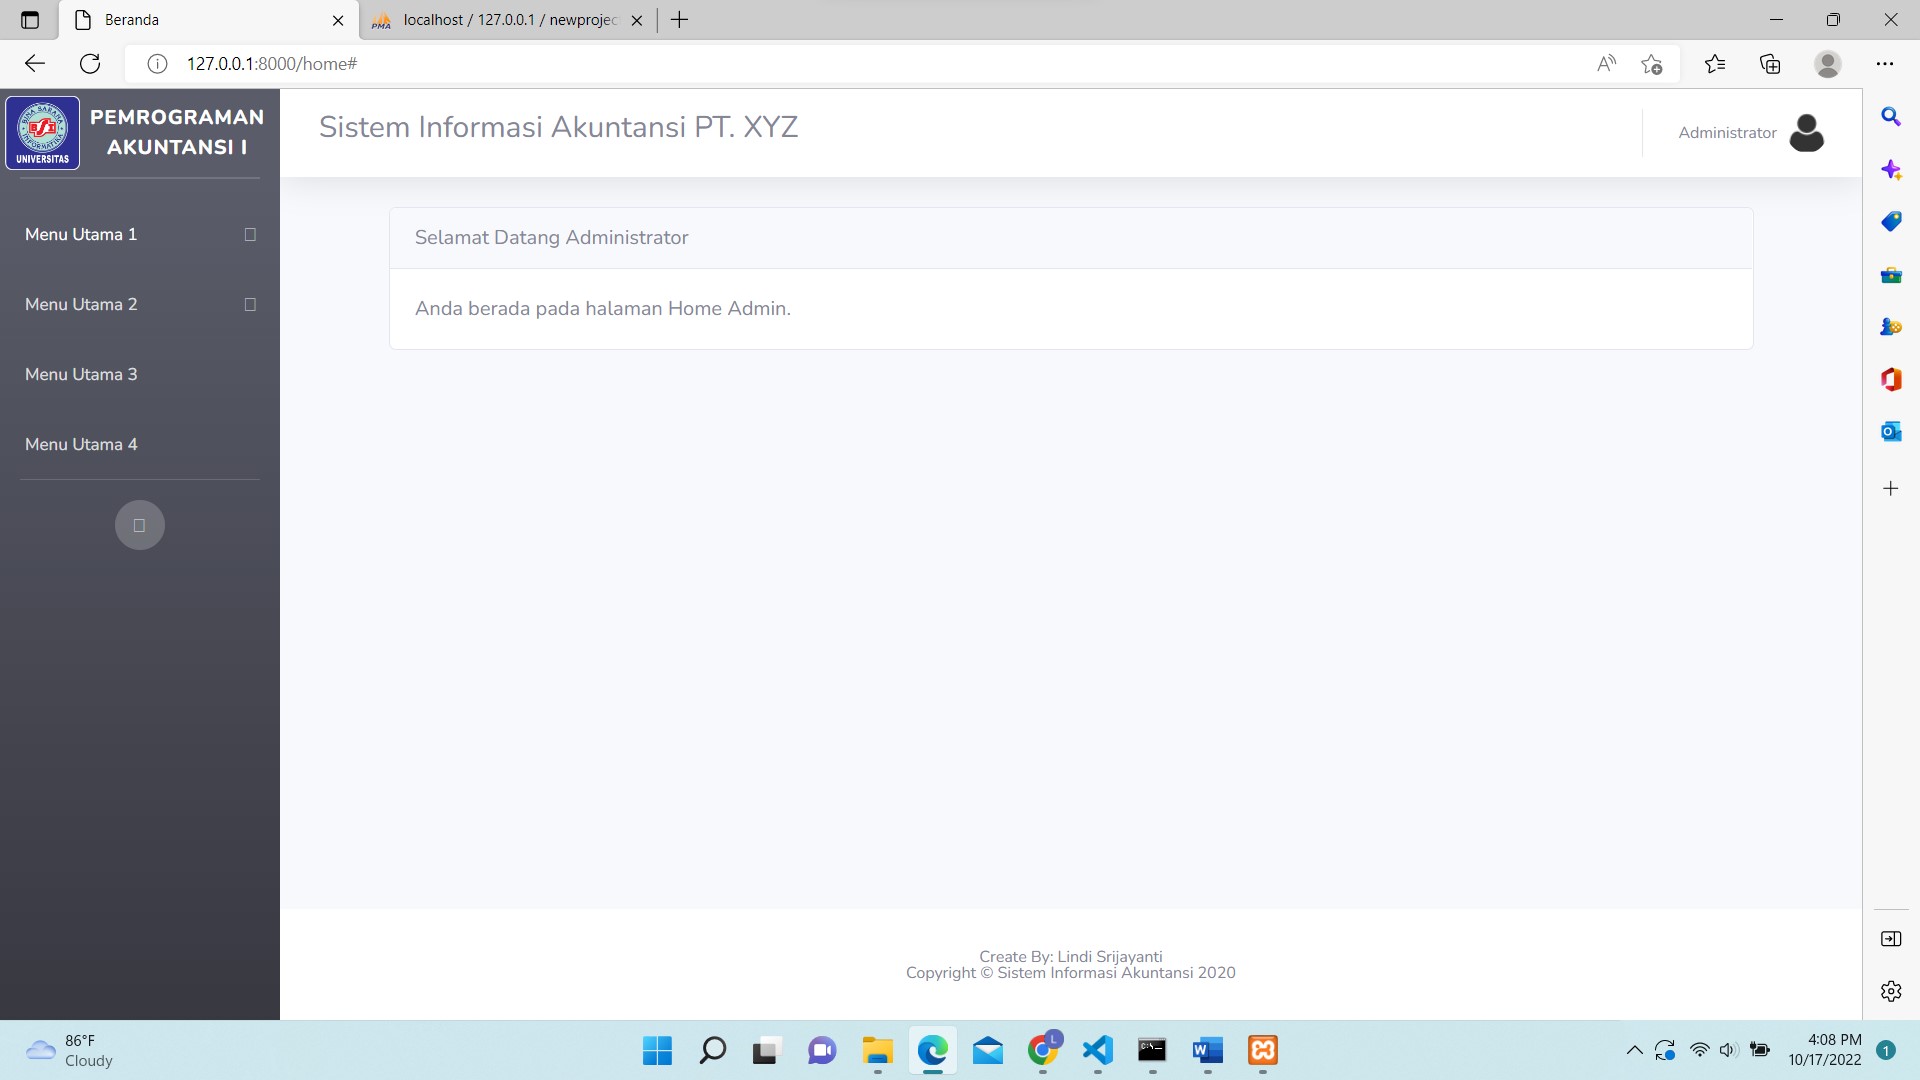 Beranda
localhost / 127.0.0.1 / newprojec
127.0.0.1:8000/home#
UNIVERSITAS
PEMROGRAMAN
AKUNTANSI I
Sistem Informasi Akuntansi PT. XYZ
Administrator
Menu Utama 1
Menu Utama 2
Menu Utama 3
Menu Utama 4
Selamat Datang Administrator
Anda berada pada halaman Home Admin.
Create By: Lindi Srijayanti
Copyright © Sistem Informasi Akuntansi 2020
86°F
Cloudy
4:08 PM
10/17/2022
1